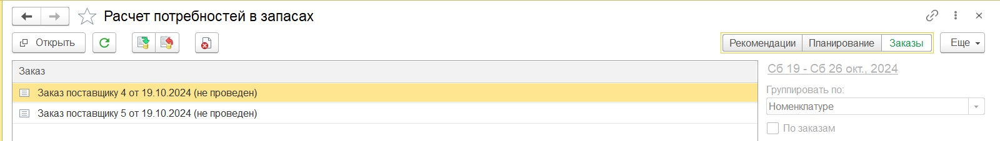 Расчет потребностей в запасах
Открыть
Рекомендации Планирование Заказы Еще
Заказ
Заказ поставщику 4 от 19.10.2024 (не проведен)
Заказ поставщику 5 от 19.10.2024 (не проведен)
Сб 19 - Сб 26 окт., 2024
Группировать по:
Номенклатуре
По заказам